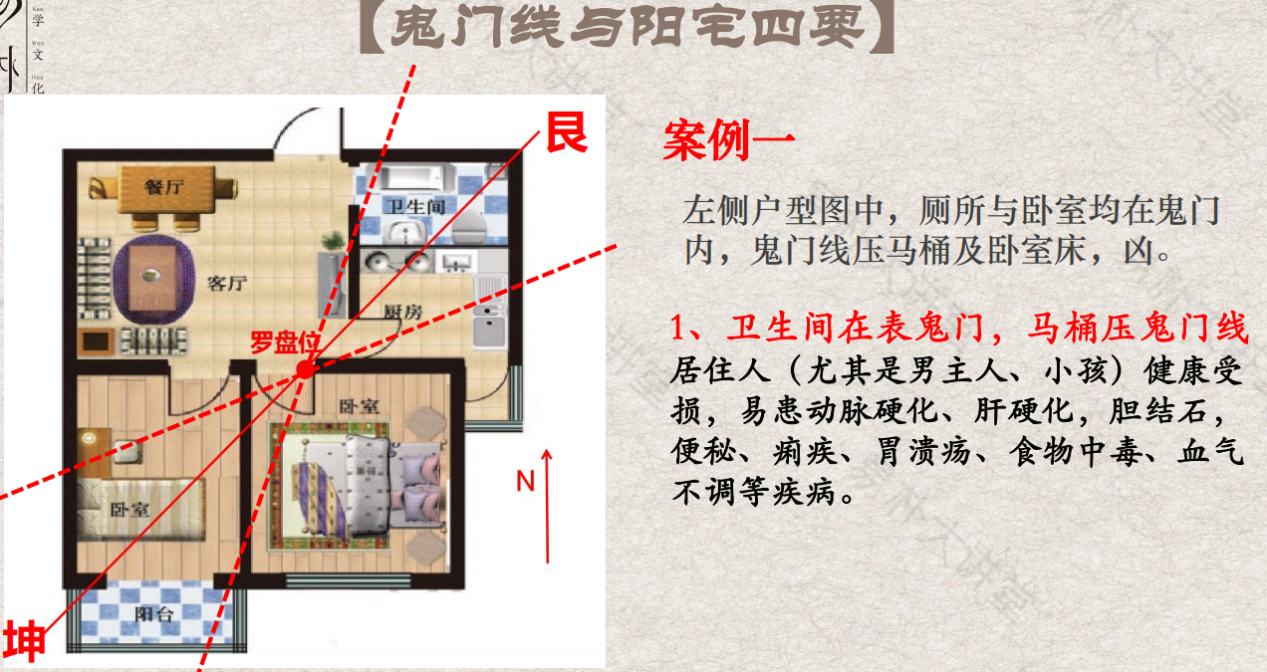 学
文
化
【鬼门线与阳宅四要】
艮
餐厅
卫生间
客厅
厨房
罗盘位
卧室
卧室
N
阳台
坤
案例一
左侧户型图中，厕所与卧室均在鬼门
内，鬼门线压马桶及卧室床，凶。
1、卫生间在表鬼门，马桶压鬼门线
居住人（尤其是男主人、小孩）健康受
损，易患动脉硬化、肝硬化，胆结石，
便秘、痢疾、胃溃疡、食物中毒、血气
不调等疾病。